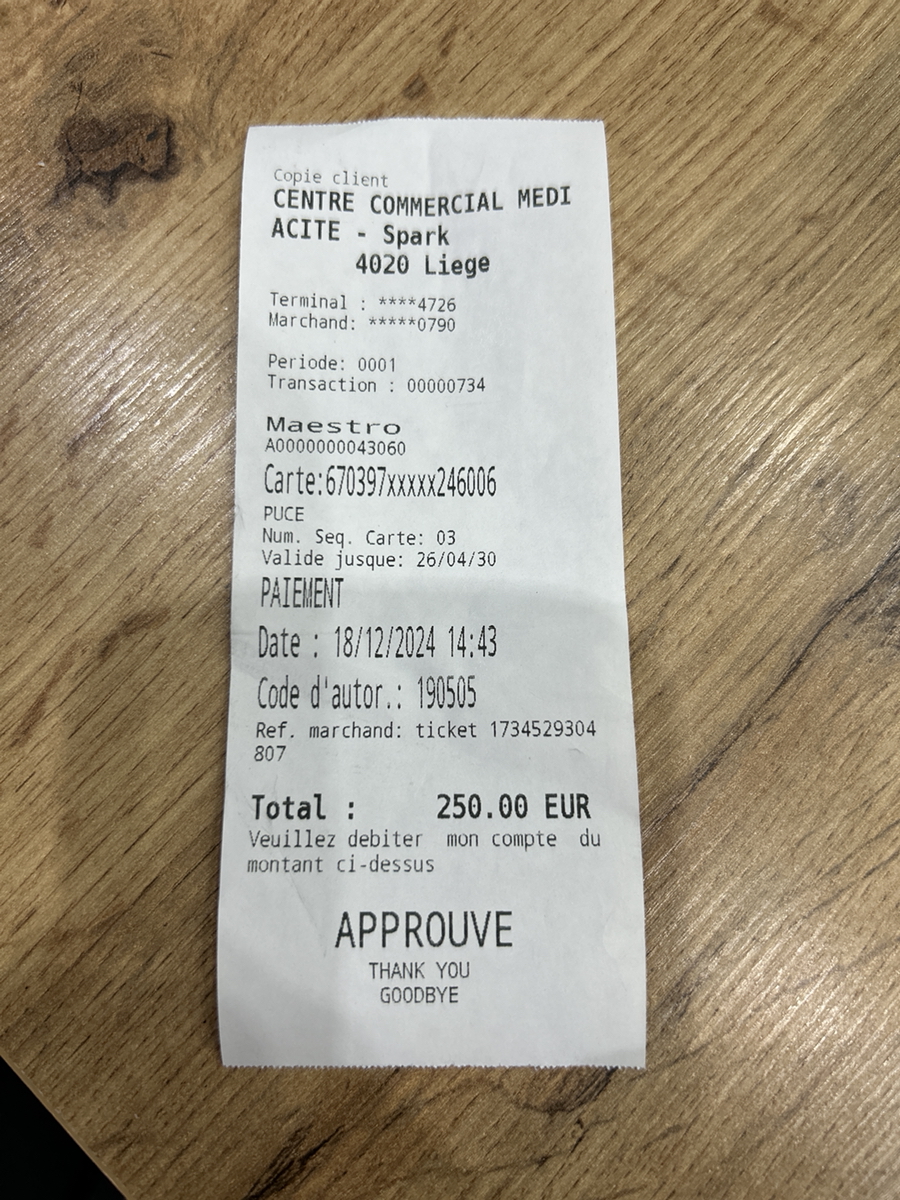 Copie client
CENTRE COMMERCIAL MEDI
ACITE - Spark
4020 Liege
Terminal : ****4726
Marchand: *****0790
Periode: 0001
Transaction : 00000734
Maestro
A0000000043060
Carte:670397xxxxx246006
PUCE
Num. Seq. Carte: 03
Valide jusque: 26/04/30
PAIEMENT
Date : 18/12/2024 14:43
Code d'autor.: 190505
Ref. marchand: ticket 1734529304
807
Total : 250.00 EUR
Veuillez debiter mon compte du
montant ci-dessus
APPROUVE
THANK YOU
GOODBYE